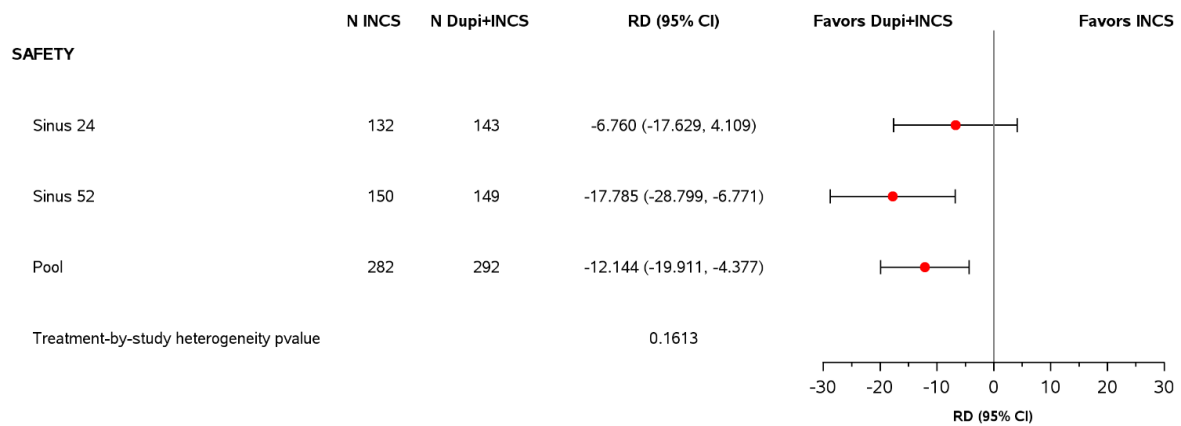 N INCS N Dupi+INCS RD (95% CI) Favors Dupi+INCS Favors INCS
SAFETY
Sinus 24 132 143 -6.760 (-17.629, 4.109)
Sinus 52 150 149 -17.785 (-28.799, -6.771)
Pool 282 292 -12.144 (-19.911, -4.377)
Treatment-by-study heterogeneity pvalue 0.1613
-30 -20 -10 0 10 20 30
RD (95% CI)